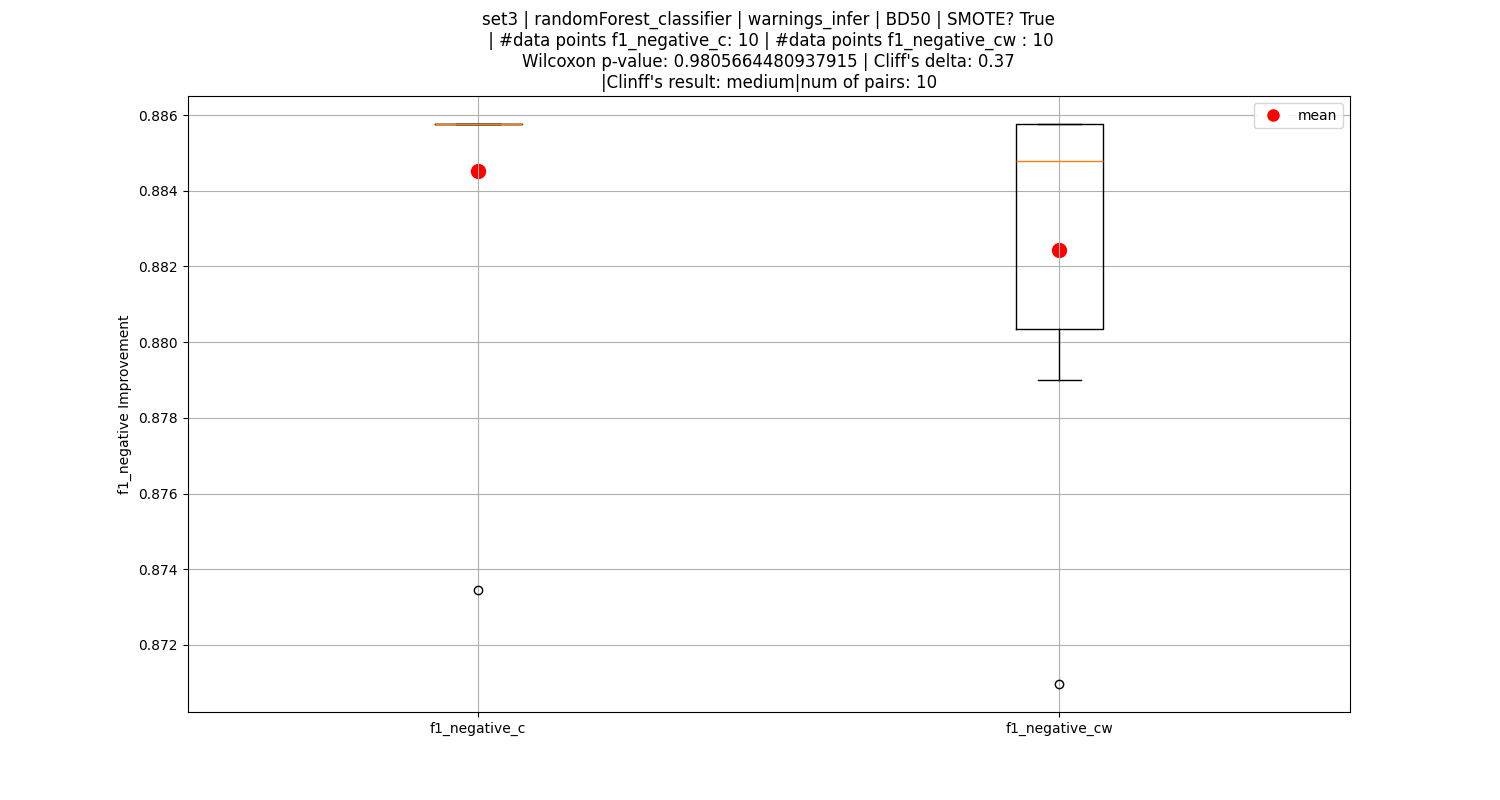 set3 | randomForest_classifier | warnings_infer | BD50 | SMOTE? True
| #data points f1_negative_c: 10 | #data points f1_negative_cw : 10
Wilcoxon p-value: 0.9805664480937915 | Cliff's delta: 0.37
|Clinff's result: medium|num of pairs: 10
mean
f1_negative Improvement
0.886
0.884
0.882
0.880
0.878
0.876
0.874
0.872
f1_negative_c
f1_negative_cw